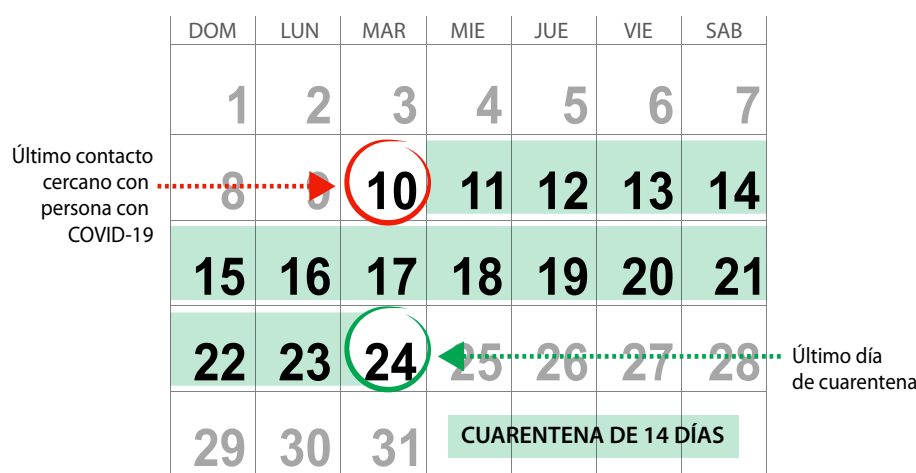 DOM LUN MAR MIE JUE VIE SAB
1 2 3 4 5 6 7
Último contacto
cercano con
persona con
COVID-19
8 9 10 11 12 13 14
15 16 17 18 19 20 21
22 23 24 25 26 27 28
Último día
de cuarentena
29 30 31
CUARENTENA DE 14 DÍAS